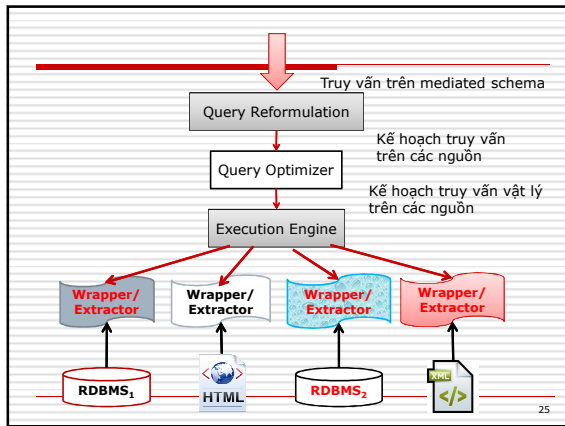 Truy vấn trên mediated schema
Query Reformulation
Kế hoạch truy vấn
trên các nguồn
Query Optimizer
Kế hoạch truy vấn vật lý
trên các nguồn
Execution Engine
Wrapper/
Extractor
Wrapper/
Extractor
Wrapper/
Extractor
Wrapper/
Extractor
RDBMS1
HTML
RDBMS2
XML
</>
25